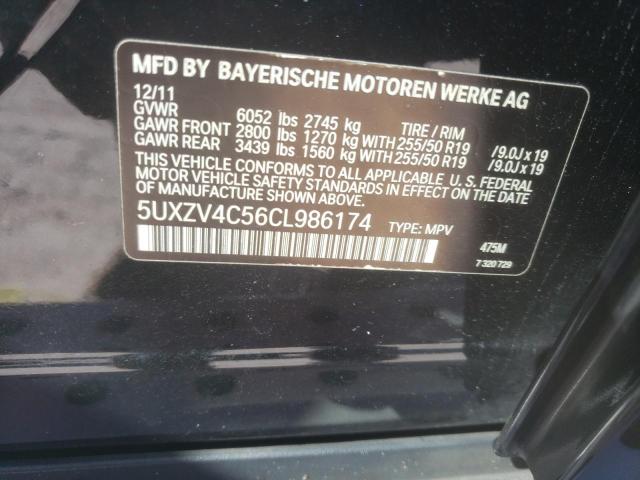 MFD BY BAYERISCHE MOTOREN WERKE AG
12/11
GVWR 6052 lbs 2745 kg TIRE / RIM
GAWR FRONT 2800 lbs 1270 kg WITH 255/50 R19 /9.0J x 19
GAWR REAR 3439 lbs 1560 kg WITH 255/50 R19 /9.0J x 19
THIS VEHICLE CONFORMS TO ALL APPLICABLE U.S. FEDERAL
MOTOR VEHICLE SAFETY STANDARDS IN EFFECT ON THE DATE
OF MANUFACTURE SHOWN ABOVE.
5UXZV4C56CL986174 TYPE: MPV
475M
7 320 729